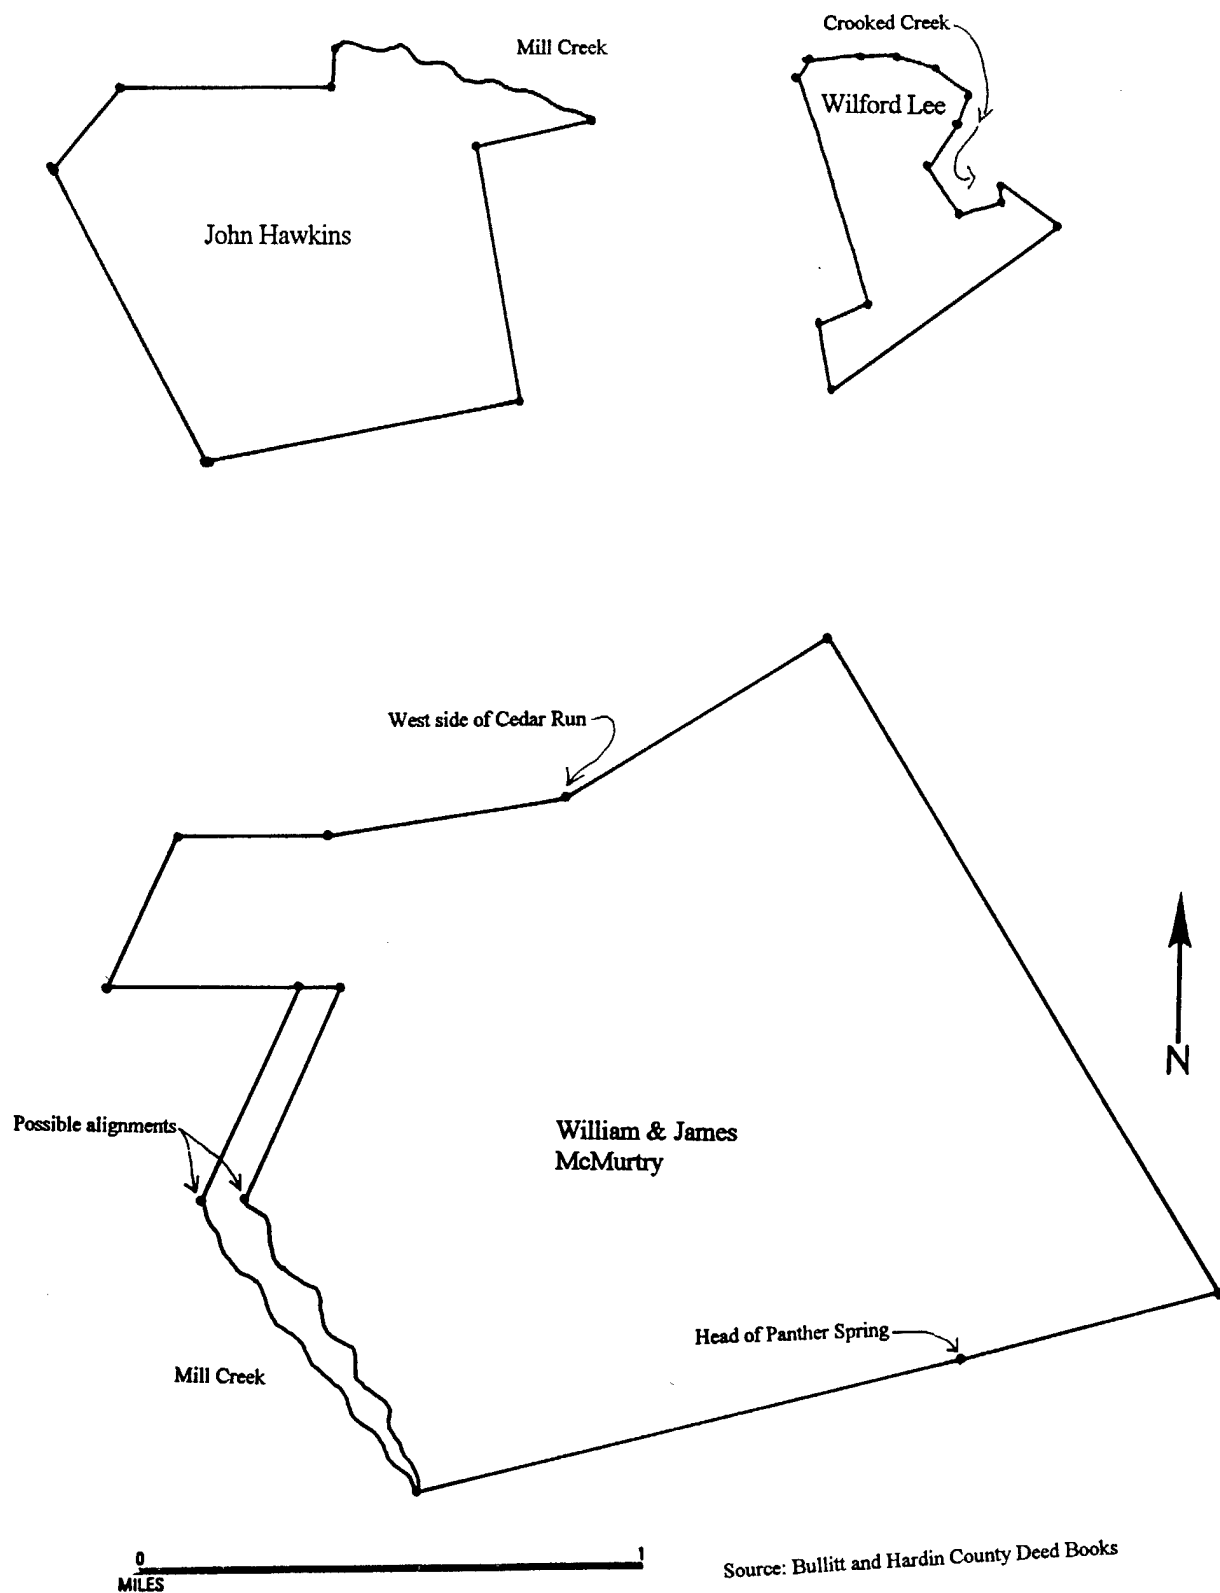 Mill Creek
Crooked Creek
Wilford Lee
John Hawkins
West side of Cedar Run
N
Possible alignments
William & James
McMurtry
Head of Panther Spring
Mill Creek
0 1
MILES
Source: Bullitt and Hardin County Deed Books